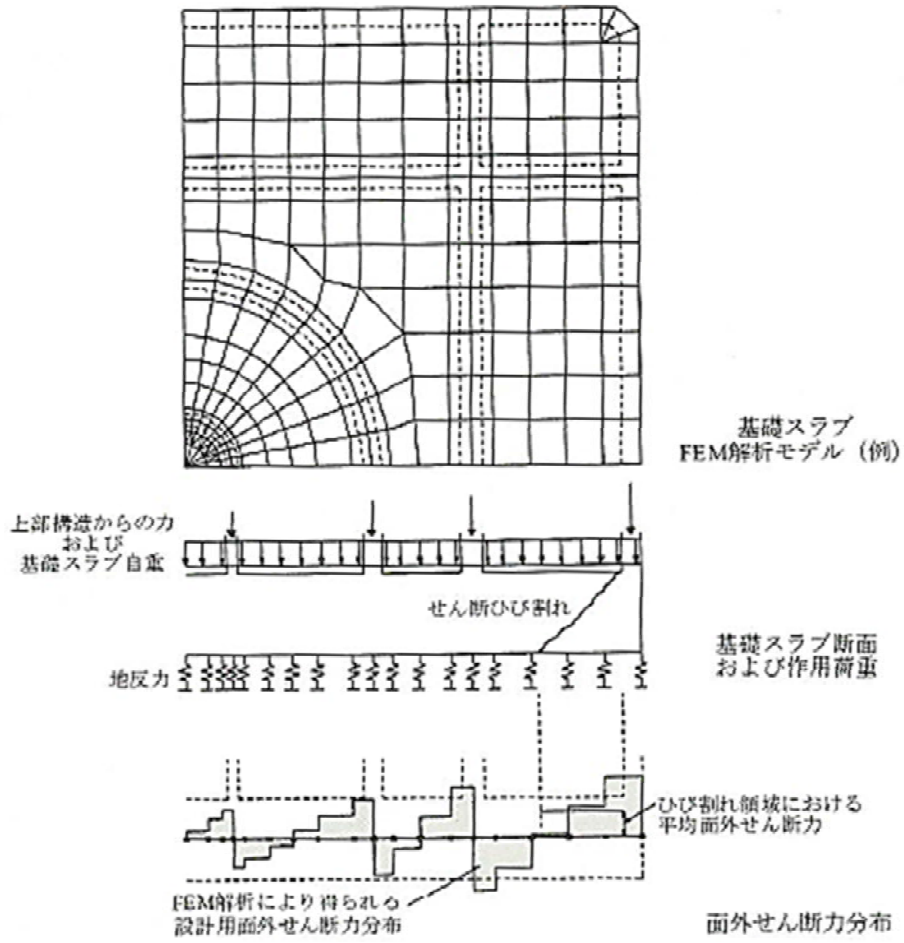 基礎スラブ
FEM解析モデル（例）
上部構造からの力
および
基礎スラブ自重
せん断ひび割れ
基礎スラブ断面
および作用荷重
地反力
ひび割れ領域における
平均面外せん断力
FEM解析により得られる
設計用面外せん断力分布
面外せん断力分布